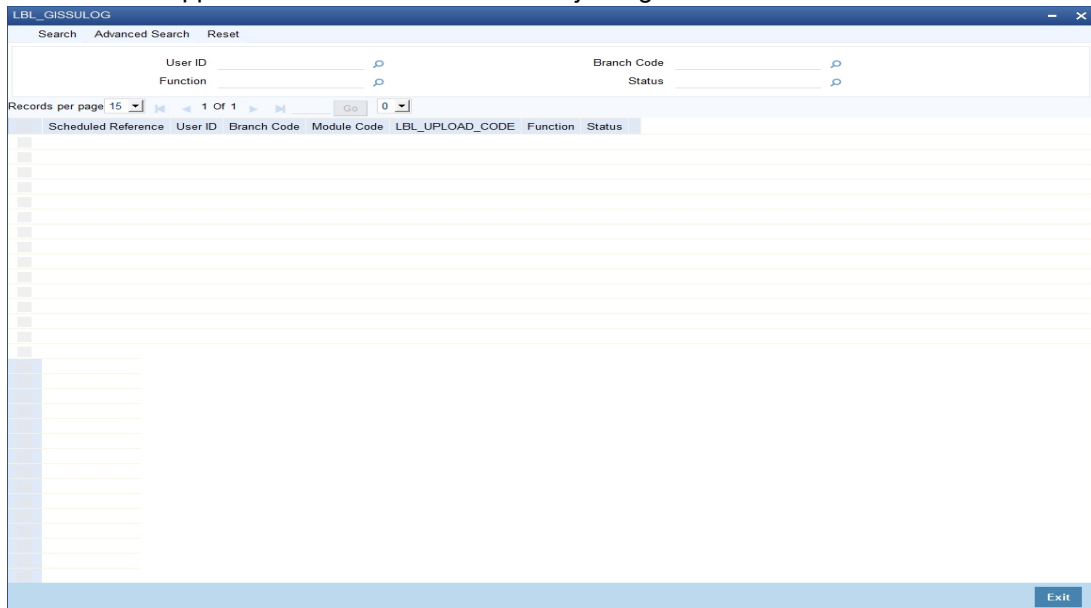 LBL_GISSULOG
Search Advanced Search Reset
User ID Branch Code
Function Status
Records per page 15 1 Of 1 Go 0
Scheduled Reference User ID Branch Code Module Code LBL_UPLOAD_CODE Function Status
Exit